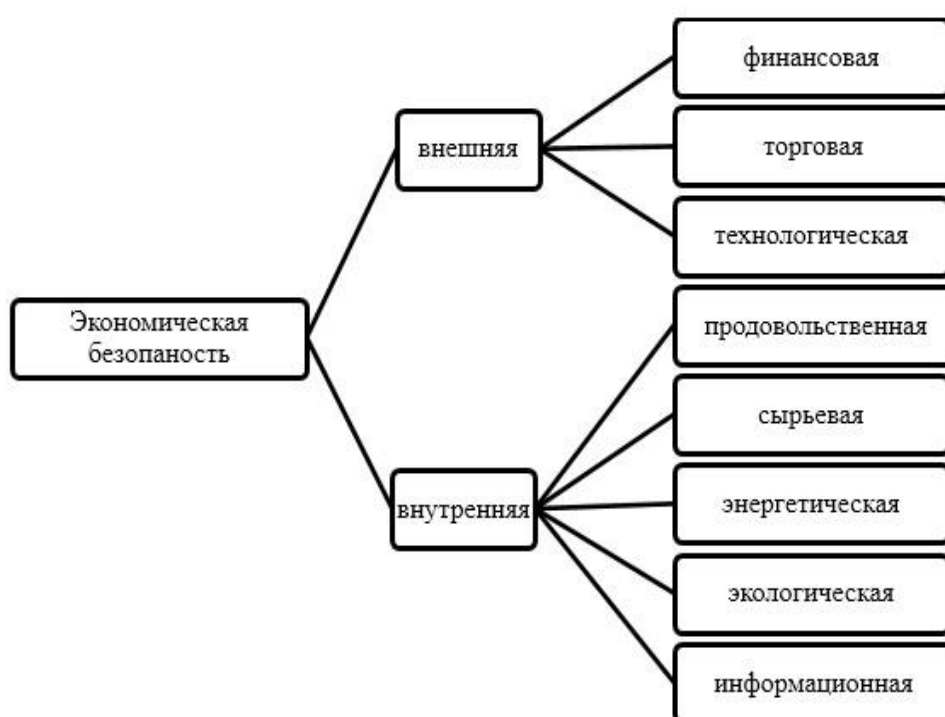 Экономическая
безопаность
внешняя
финансовая
торговая
технологическая
внутренняя
продовольственная
сырьевая
энергетическая
экологическая
информационная